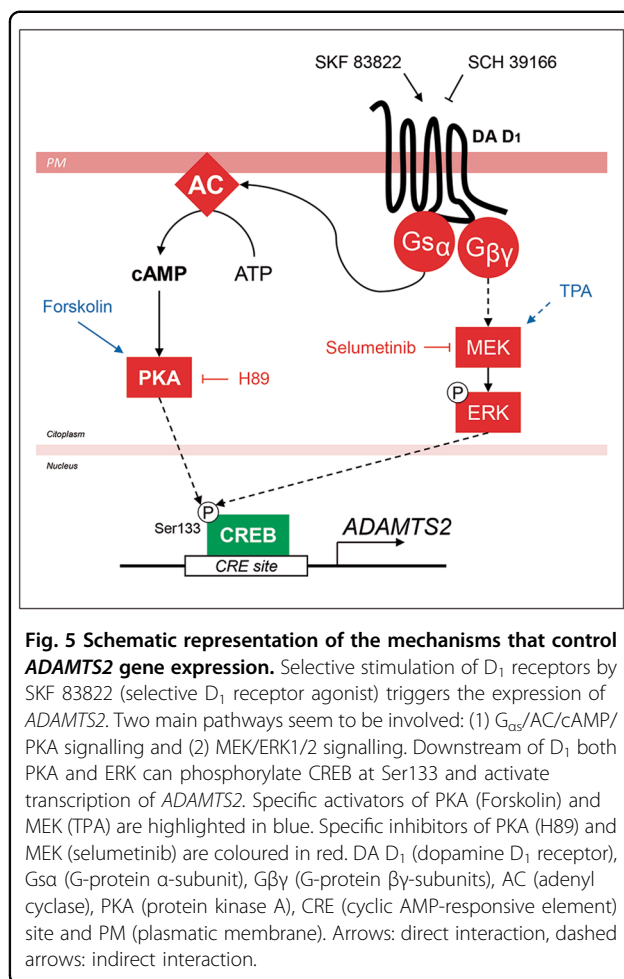 SKF 83822 SCH 39166
DA D1
PM
AC
Gsα Gβγ
cAMP ATP
TPA
Forskolin
Selumetinib MEK
PKA H89
P
ERK
Citoplasm
Nucleus
P
Ser133
CREB ADAMTS2
CRE site
Fig. 5 Schematic representation of the mechanisms that control
ADAMTS2 gene expression. Selective stimulation of D1 receptors by
SKF 83822 (selective D1 receptor agonist) triggers the expression of
ADAMTS2. Two main pathways seem to be involved: (1) Gαs/AC/cAMP/
PKA signalling and (2) MEK/ERK1/2 signalling. Downstream of D1 both
PKA and ERK can phosphorylate CREB at Ser133 and activate
transcription of ADAMTS2. Specific activators of PKA (Forskolin) and
MEK (TPA) are highlighted in blue. Specific inhibitors of PKA (H89) and
MEK (selumetinib) are coloured in red. DA D1 (dopamine D1 receptor),
Gsα (G-protein α-subunit), Gβγ (G-protein βγ-subunits), AC (adenyl
cyclase), PKA (protein kinase A), CRE (cyclic AMP-responsive element)
site and PM (plasmatic membrane). Arrows: direct interaction, dashed
arrows: indirect interaction.